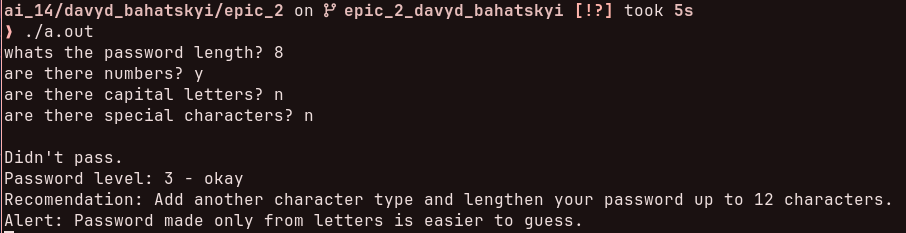 ai_14/davyd_bahatskyi/epic_2 on epic_2_davyd_bahatskyi [!?] took 5s
❯ ./a.out
whats the password length? 8
are there numbers? y
are there capital letters? n
are there special characters? n
Didn't pass.
Password level: 3 - okay
Recomendation: Add another character type and lengthen your password up to 12 characters.
Alert: Password made only from letters is easier to guess.